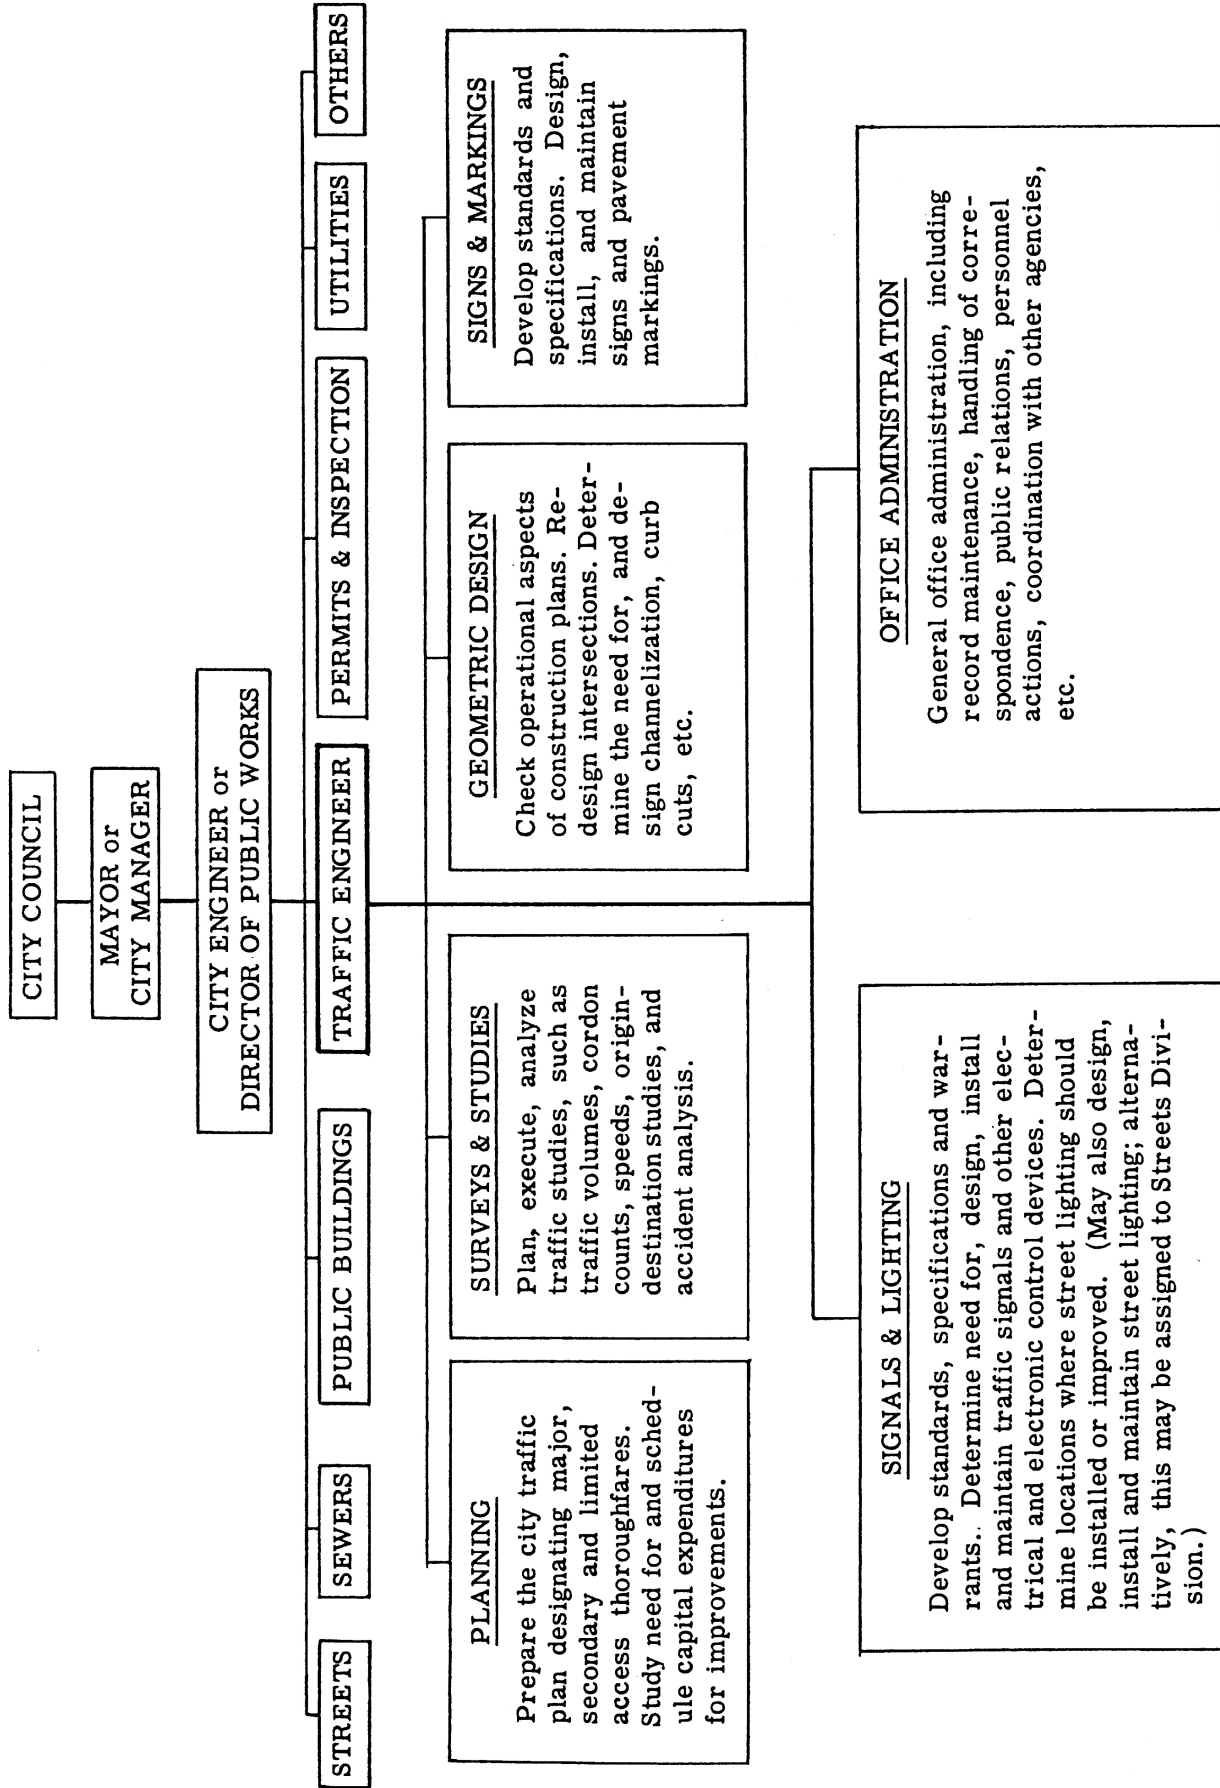 CITY COUNCIL
MAYOR or
CITY MANAGER
CITY ENGINEER or
DIRECTOR OF PUBLIC WORKS
STREETS
SEWERS
PUBLIC BUILDINGS
TRAFFIC ENGINEER
PERMITS & INSPECTION
UTILITIES
OTHERS
PLANNING
Prepare the city traffic
plan designating major,
secondary and limited
access thoroughfares.
Study need for and sched-
ule capital expenditures
for improvements.
SURVEYS & STUDIES
Plan, execute, analyze
traffic studies, such as
traffic volumes, cordon
counts, speeds, origin-
destination studies, and
accident analysis.
GEOMETRIC DESIGN
Check operational aspects
of construction plans. Re-
design intersections. Deter-
mine the need for, and de-
sign channelization, curb
cuts, etc.
SIGNS & MARKINGS
Develop standards and
specifications. Design,
install, and maintain
signs and pavement
markings.
SIGNALS & LIGHTING
Develop standards, specifications and war-
rants.. Determine need for, design, install
and maintain traffic signals and other elec-
trical and electronic control devices. Deter-
mine locations where street lighting should
be installed or improved. (May also design,
install and maintain street lighting; alterna-
tively, this may be assigned to Streets Divi-
sion.)
OFFICE ADMINISTRATION
General office administration, including
record maintenance, handling of corre-
spondence, public relations, personnel
actions, coordination with other agencies,
etc.